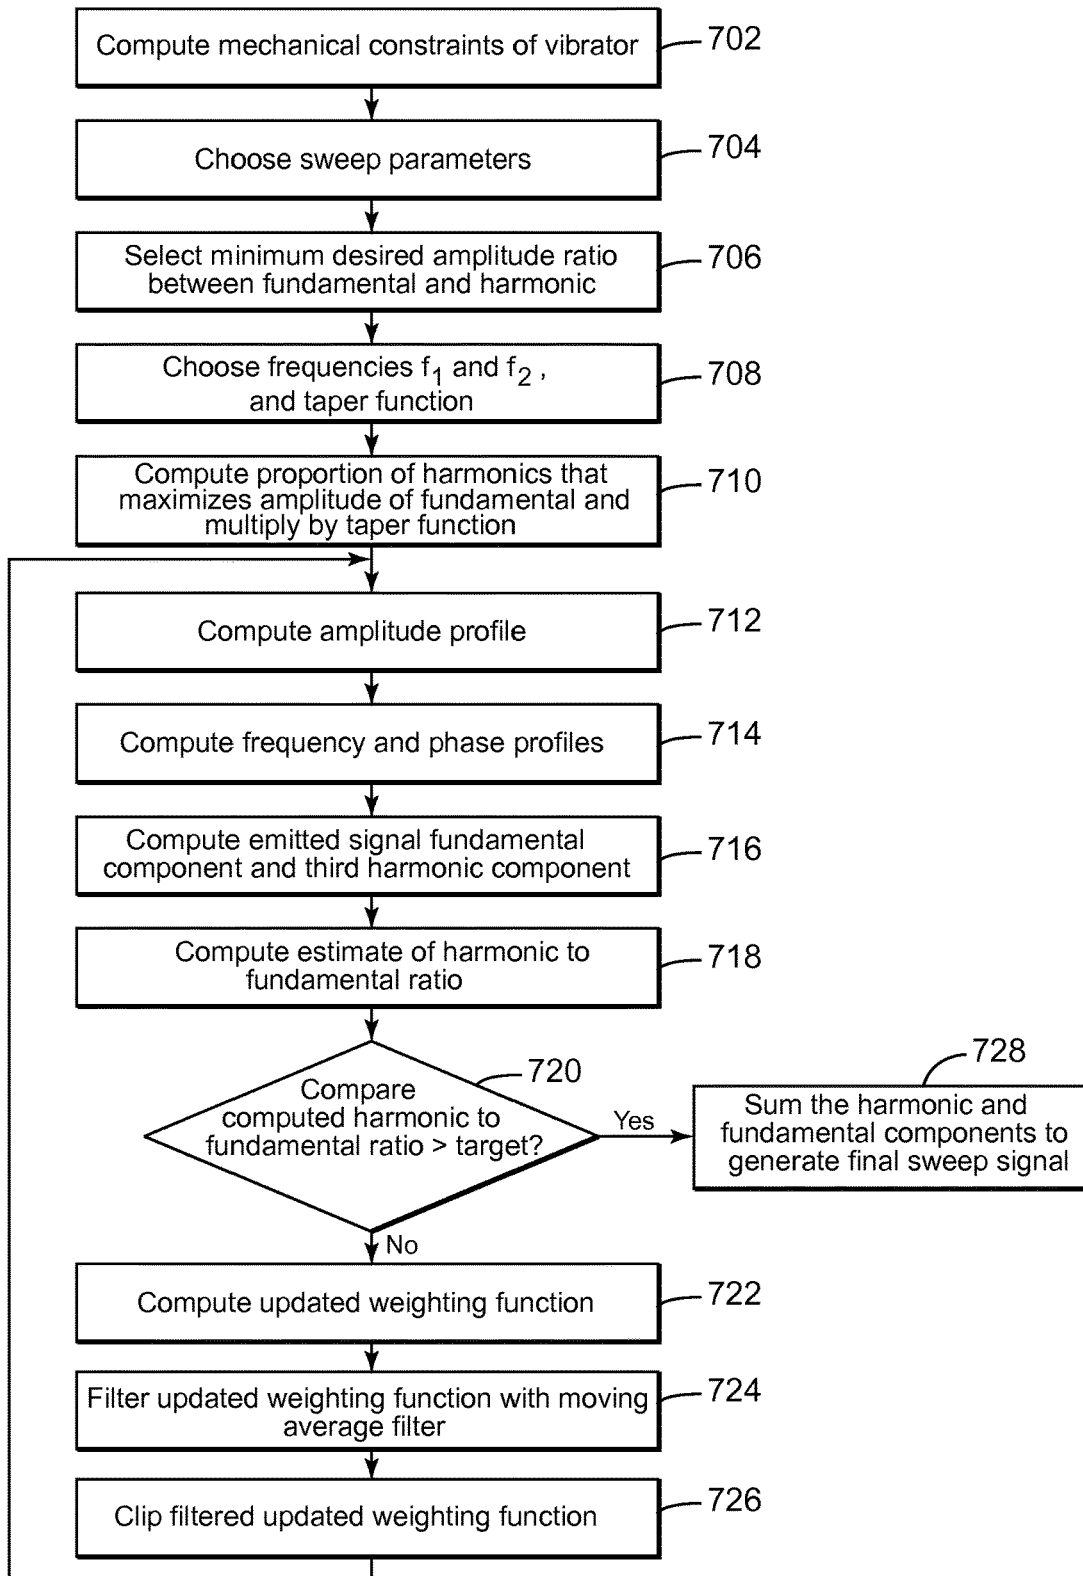 Compute mechanical constraints of vibrator
702
Choose sweep parameters
704
Select minimum desired amplitude ratio
between fundamental and harmonic
706
Choose frequencies f1 and f2 ,
and taper function
708
Compute proportion of harmonics that
maximizes amplitude of fundamental and
multiply by taper function
710
Compute amplitude profile
712
Compute frequency and phase profiles
714
Compute emitted signal fundamental
component and third harmonic component
716
Compute estimate of harmonic to
fundamental ratio
718
Compare
computed harmonic to
fundamental ratio > target?
720
Yes
728
Sum the harmonic and
fundamental components to
generate final sweep signal
No
Compute updated weighting function
722
Filter updated weighting function with moving
average filter
724
Clip filtered updated weighting function
726